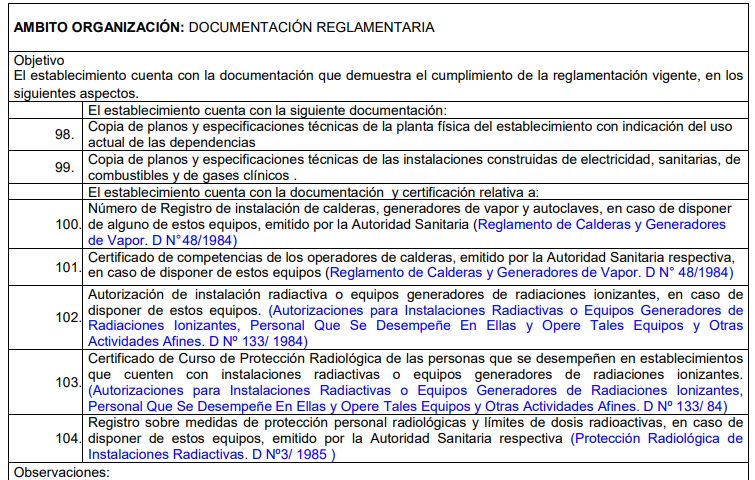 AMBITO ORGANIZACIÓN: DOCUMENTACIÓN REGLAMENTARIA
Objetivo
El establecimiento cuenta con la documentación que demuestra el cumplimiento de la reglamentación vigente, en los
siguientes aspectos.
El establecimiento cuenta con la siguiente documentación:
98. Copia de planos y especificaciones técnicas de la planta física del establecimiento con indicación del uso
actual de las dependencias
99. Copia de planos y especificaciones técnicas de las instalaciones construidas de electricidad, sanitarias, de
combustibles y de gases clínicos .
El establecimiento cuenta con la documentación y certificación relativa a:
100. Número de Registro de instalación de calderas, generadores de vapor y autoclaves, en caso de disponer
de alguno de estos equipos, emitido por la Autoridad Sanitaria (Reglamento de Calderas y Generadores
de Vapor. D N°48/1984)
101. Certificado de competencias de los operadores de calderas, emitido por la Autoridad Sanitaria respectiva,
en caso de disponer de estos equipos (Reglamento de Calderas y Generadores de Vapor. D N° 48/1984)
102. Autorización de instalación radiactiva o equipos generadores de radiaciones ionizantes, en caso de
disponer de estos equipos. (Autorizaciones para Instalaciones Radiactivas o Equipos Generadores de
Radiaciones Ionizantes, Personal Que Se Desempeñe En Ellas y Opere Tales Equipos y Otras
Actividades Afines. D Nº 133/ 1984)
103. Certificado de Curso de Protección Radiológica de las personas que se desempeñen en establecimientos
que cuenten con instalaciones radiactivas o equipos generadores de radiaciones ionizantes.
(Autorizaciones para Instalaciones Radiactivas o Equipos Generadores de Radiaciones Ionizantes,
Personal Que Se Desempeñe En Ellas y Opere Tales Equipos y Otras Actividades Afines. D Nº 133/ 84)
104. Registro sobre medidas de protección personal radiológicas y límites de dosis radioactivas, en caso de
disponer de estos equipos, emitido por la Autoridad Sanitaria respectiva (Protección Radiológica de
Instalaciones Radiactivas. D Nº3/ 1985 )
Observaciones: